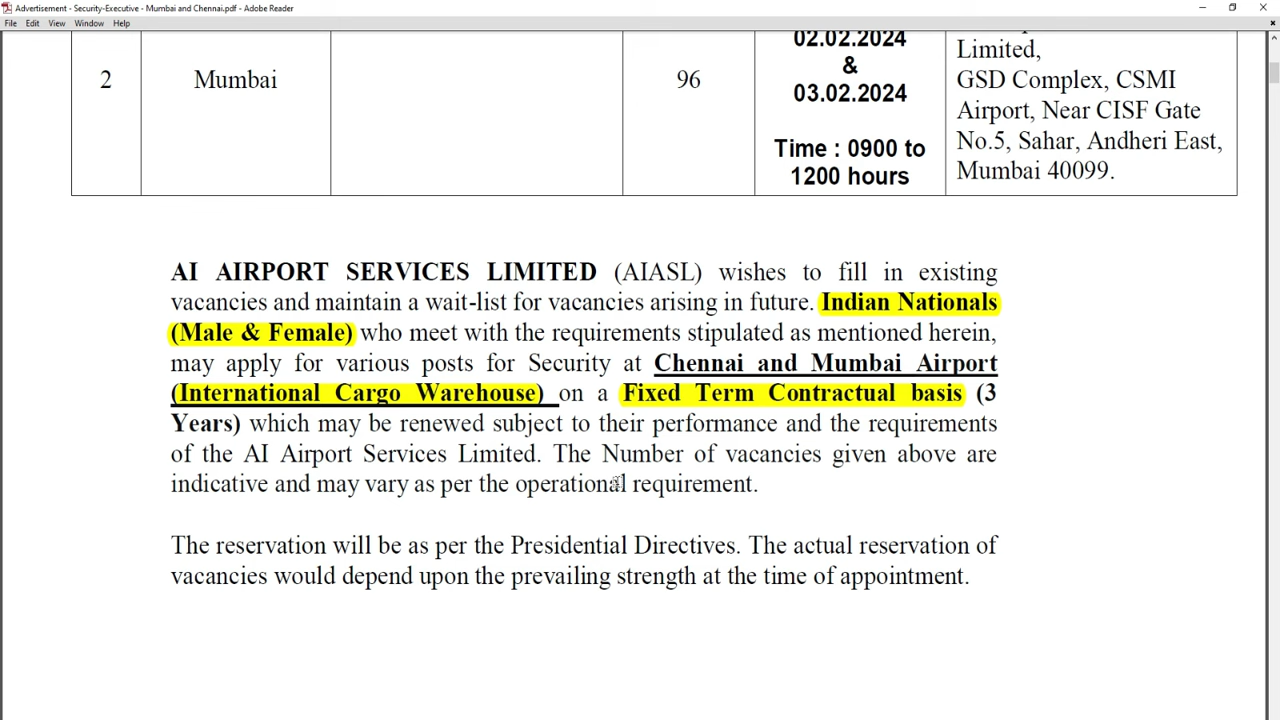 Advertisement - Security-Executive - Mumbai and Chennai.pdf - Adobe Reader
File Edit View Window Help
2
Mumbai
96
02.02.2024
&
03.02.2024
Time : 0900 to
1200 hours
Limited,
GSD Complex, CSMI
Airport, Near CISF Gate
No.5, Sahar, Andheri East,
Mumbai 40099.
AI AIRPORT SERVICES LIMITED (AIASL) wishes to fill in existing
vacancies and maintain a wait-list for vacancies arising in future. Indian Nationals
(Male & Female) who meet with the requirements stipulated as mentioned herein,
may apply for various posts for Security at Chennai and Mumbai Airport
(International Cargo Warehouse) on a Fixed Term Contractual basis (3
Years) which may be renewed subject to their performance and the requirements
of the AI Airport Services Limited. The Number of vacancies given above are
indicative and may vary as per the operational requirement.
The reservation will be as per the Presidential Directives. The actual reservation of
vacancies would depend upon the prevailing strength at the time of appointment.